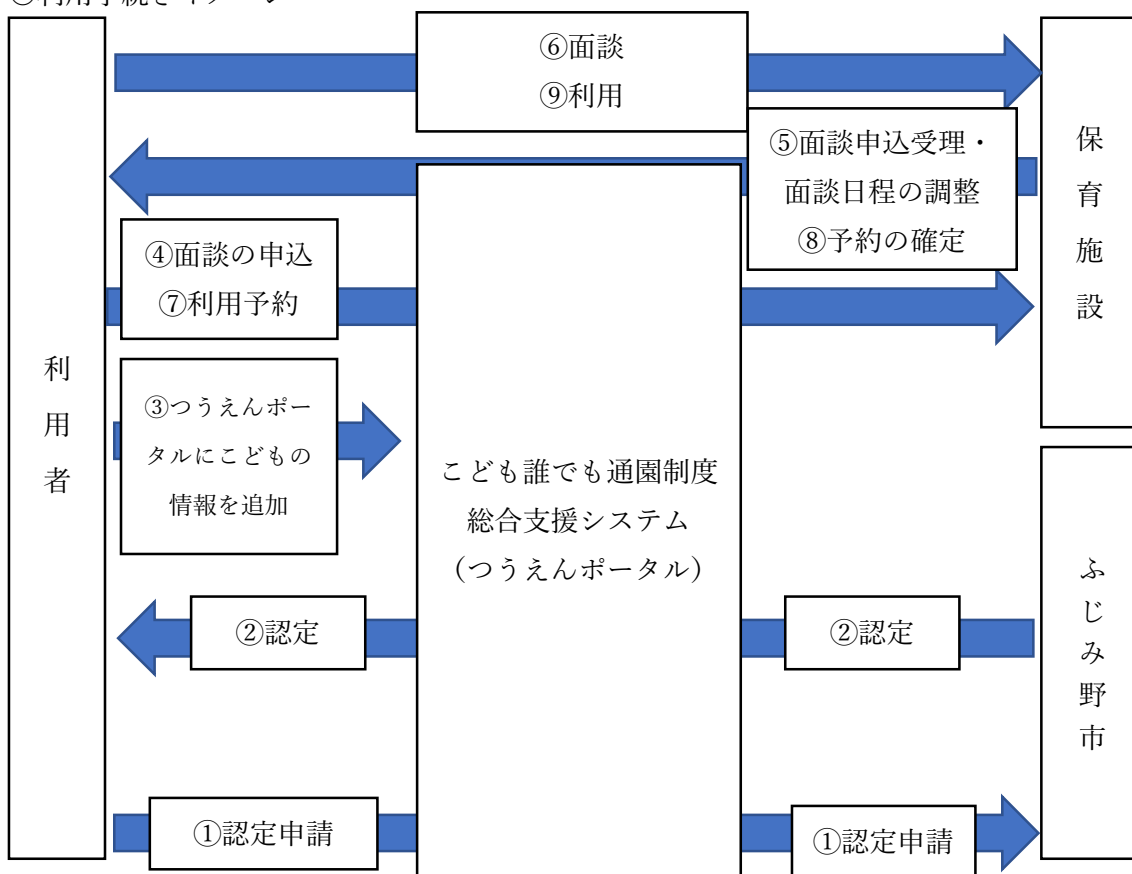 利用手続きイメージ
⑥面談
⑨利用
⑤面談申込受理・
面談日程の調整
⑧予約の確定
保育施設
④面談の申込
⑦利用予約
利用者
③つうえんポー
タルにこどもの
情報を追加
こども誰でも通園制度
総合支援システム
（つうえんポータル）
②認定
②認定
ふじみ野市
①認定申請
①認定申請